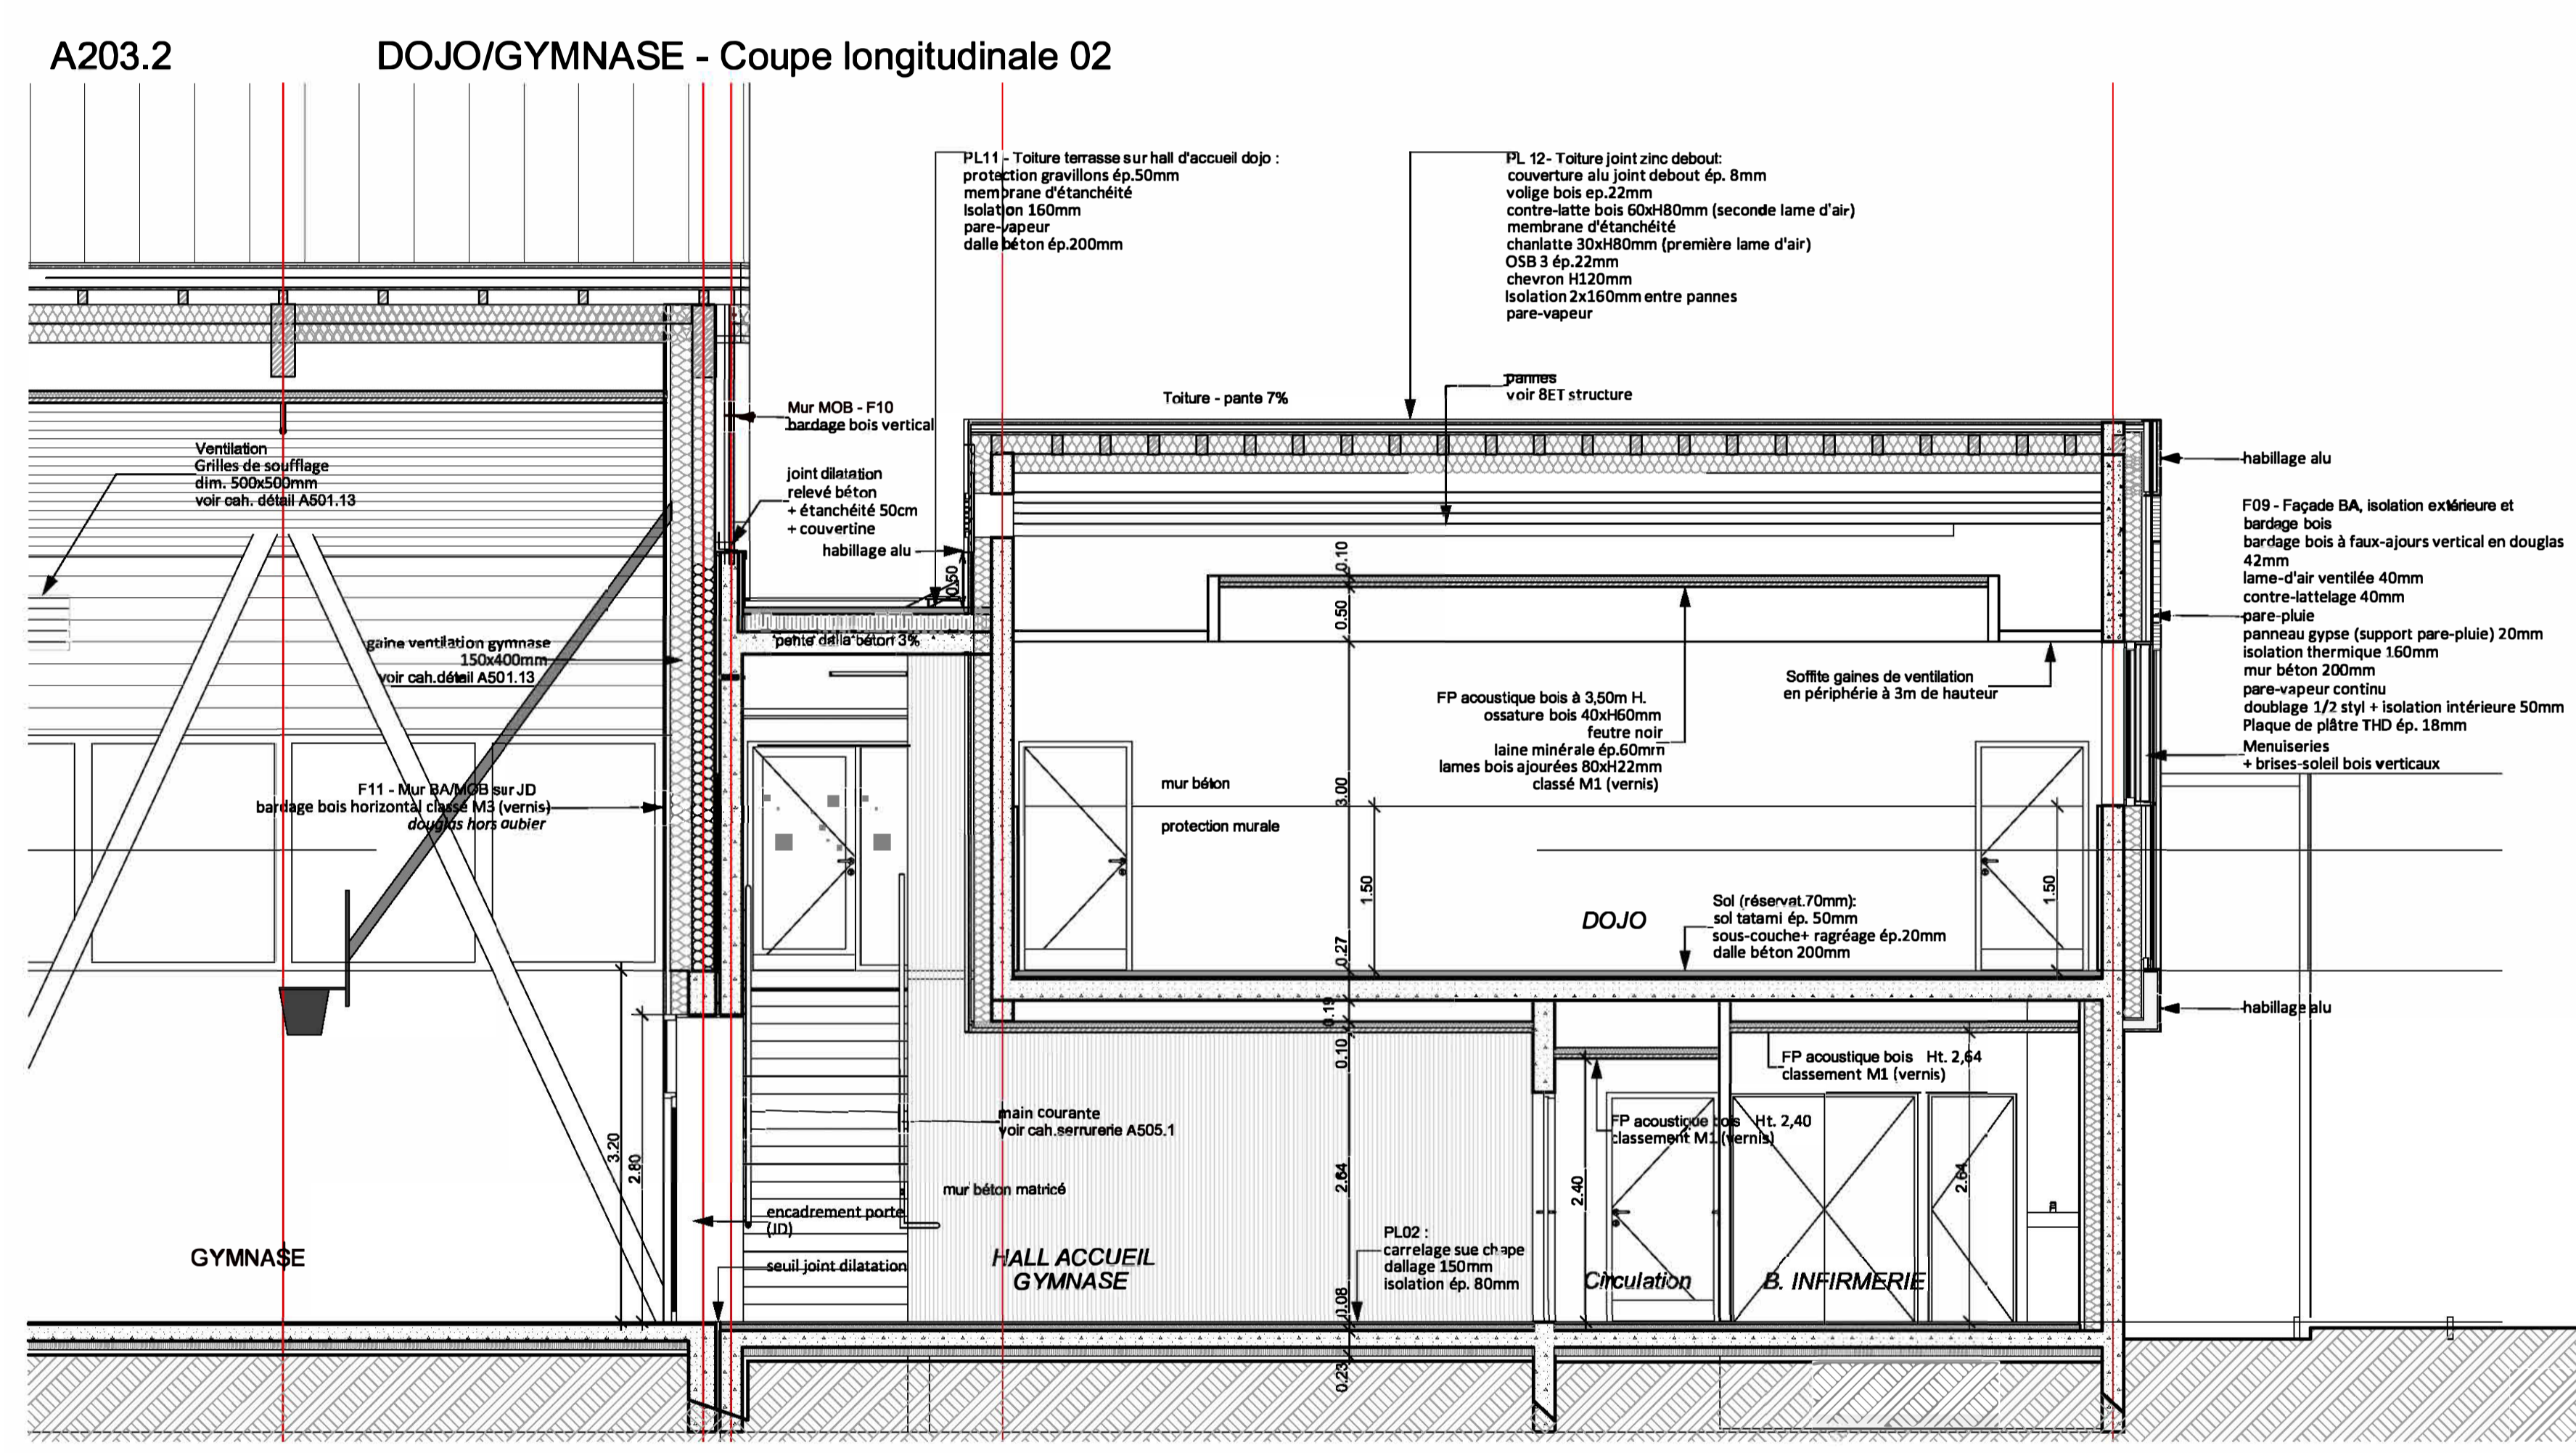 A203.2
DOJO/GYMNASE - Coupe longitudinale 02
PL11 - Toiture terrasse sur hall d'accueil dojo :
protection gravillons ép.50mm
membrane d'étanchéité
Isolation 160mm
pare-vapeur
dalle béton ép.200mm
PL 12- Toiture joint zinc debout:
couverture alu joint debout ép. 8mm
volige bois ep.22mm
contre-latte bois 60xH80mm (seconde lame d'air)
membrane d'étanchéité
chanlatte 30xH80mm (première lame d'air)
OSB 3 ép.22mm
chevron H120mm
Isolation 2x160mm entre pannes
pare-vapeur
pannes
voir 8ET structure
Toiture - pante 7%
Mur MOB - F10
bardage bois vertical
Ventilation
Grilles de soufflage
dim. 500x500mm
voir cah. détail A501.13
joint dilatation
relevé béton
+ étanchéité 50cm
+ couvertine
habillage alu
0.50
habillage alu
F09 - Façade BA, isolation extérieure et
bardage bois
bardage bois à faux-ajours vertical en douglas
42mm
lame-d'air ventilée 40mm
contre-lattelage 40mm
pare-pluie
panneau gypse (support pare-pluie) 20mm
isolation thermique 160mm
mur béton 200mm
pare-vapeur continu
doublage 1/2 styl + isolation intérieure 50mm
Plaque de plâtre THD ép. 18mm
Menuiseries
+ brises-soleil bois verticaux
0.10
0.50
gaine ventilation gymnase
150x400mm
voir cah.détail A501.13
pente dalla béton 3%
FP acoustique bois à 3,50m H.
ossature bois 40xH60mm
feutre noir
laine minérale ép.60mm
lames bois ajourées 80xH22mm
classé M1 (vernis)
Soffite gaines de ventilation
en périphérie à 3m de hauteur
F11 - Mur BA/MOB sur JD
bardage bois horizontal classé M3 (vernis)
douglas hors aubier
mur béton
protection murale
3.00
1.50
1.50
DOJO
Sol (réservat.70mm):
sol tatami ép. 50mm
sous-couche+ ragréage ép.20mm
dalle béton 200mm
0.27
0.19
0.10
habillage alu
FP acoustique bois Ht. 2,64
classement M1 (vernis)
FP acoustique bois Ht. 2,40
classement M1 (vernis)
main courante
voir cah.serrurerie A505.1
mur béton matricé
3.20
2.80
2.64
2.40
2.64
encadrement porte
(JD)
seuil joint dilatation
GYMNASE
HALL ACCUEIL
GYMNASE
PL02 :
carrelage sue chape
dallage 150mm
isolation ép. 80mm
Circulation
B. INFIRMERIE
0.08
0.23